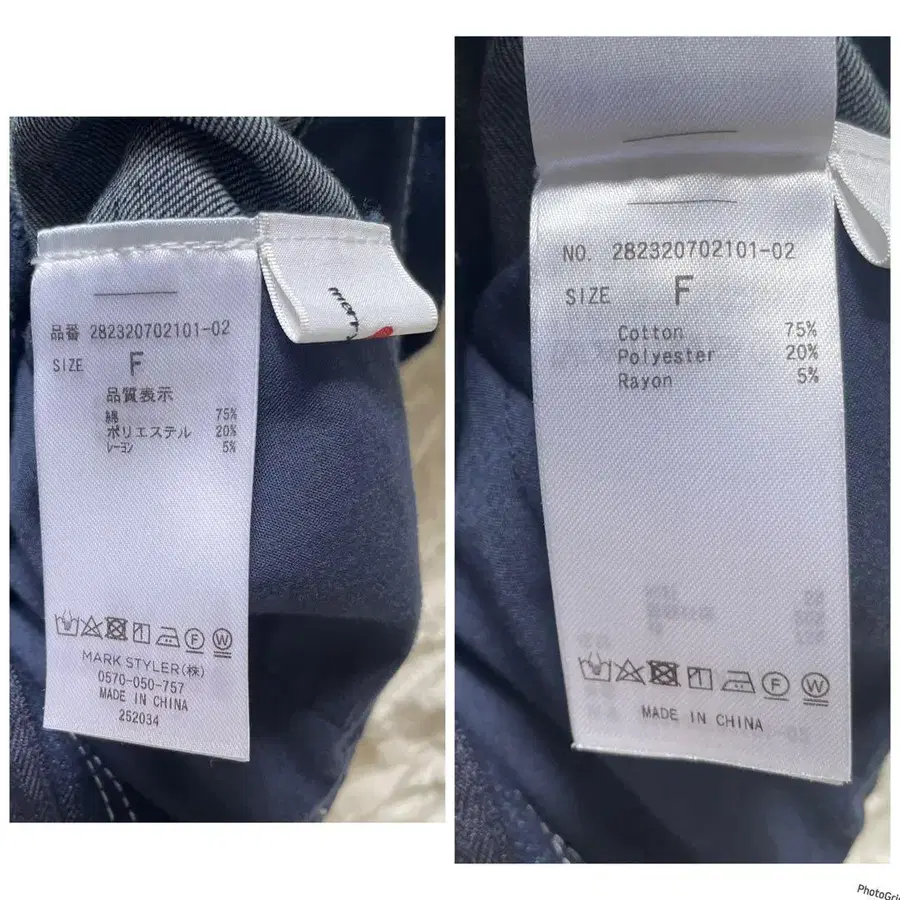 品番 282320702101-02
SIZE F
品質表示
綿 75%
ポリエステル 20%
レーヨン 5%
F W
MARK STYLER(株)
0570-050-757
MADE IN CHINA
252034
NO. 282320702101-02
SIZE F
Cotton 75%
Polyester 20%
Rayon 5%
F W
MADE IN CHINA